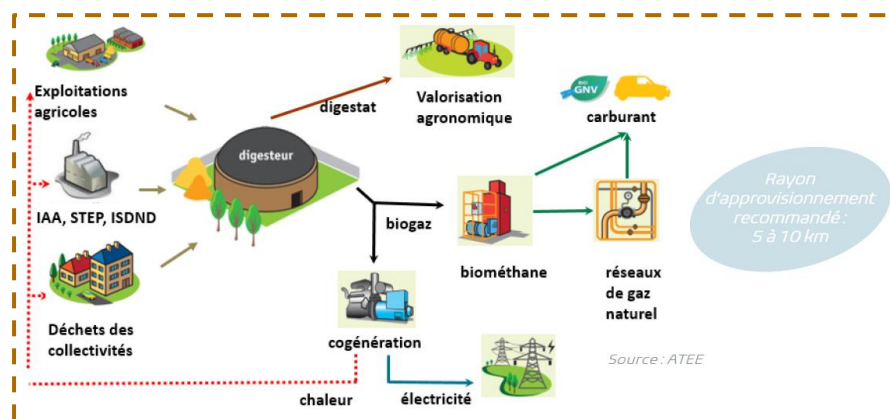 Exploitations
agricoles
IAA, STEP, ISDND
Déchets des
collectivités
digesteur
digestat
Valorisation
agronomique
biogaz
cogénération
chaleur
électricité
biométhane
BIO
GNV
carburant
réseaux
de gaz
naturel
Rayon
d'approvisionnement
recommandé :
5 à 10 km
Source : ATEE